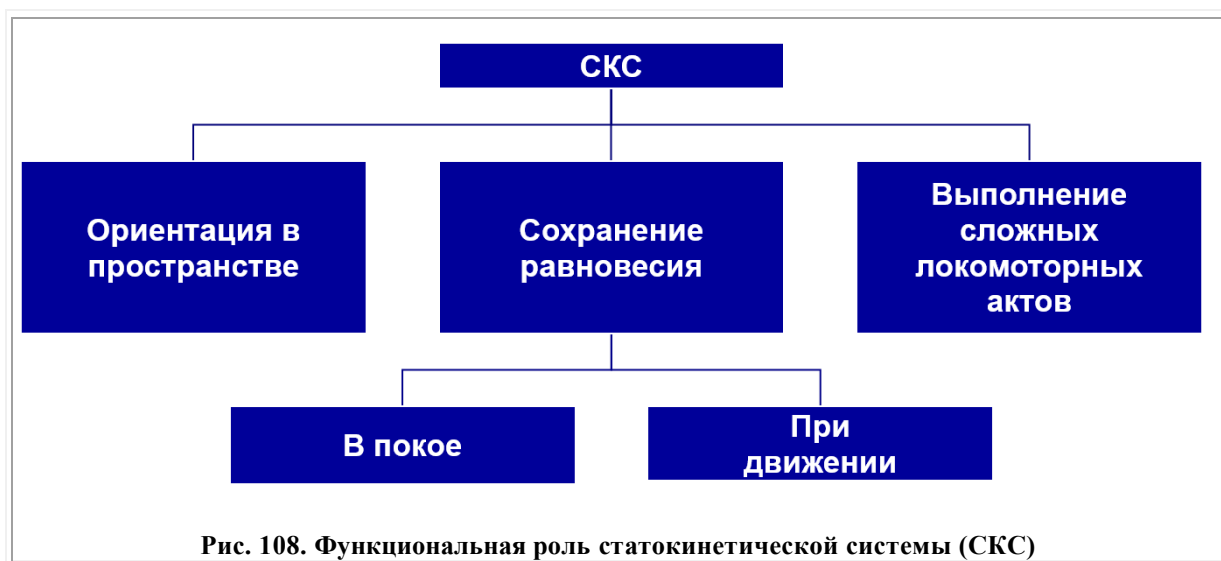 СКС
Ориентация в
пространстве
Сохранение
равновесия
Выполнение
сложных
локомоторных
актов
В покое
При
движении
Рис. 108. Функциональная роль статокинетической системы (СКС)